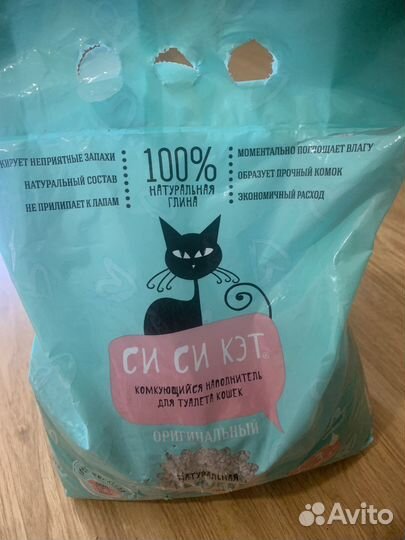 КИРУЕТ НЕПРИЯТНЫЕ ЗАПАХИ
НАТУРАЛЬНЫЙ СОСТАВ
НЕ ПРИЛИПАЕТ К ЛАПАМ
100%
НАТУРАЛЬНАЯ
ГЛИНА
МОМЕНТАЛЬНО ПОГЛОЩАЕТ ВЛАГУ
ОБРАЗУЕТ ПРОЧНЫЙ КОМОК
ЭКОНОМИЧНЫЙ РАСХОД
СИ СИ КЭТ®
КОМКУЮЩИЙСЯ НАПОЛНИТЕЛЬ
ДЛЯ ТУАЛЕТА КОШЕК
ОРИГИНАЛЬНЫЙ
НАТУРАЛЬНАЯ
Avito